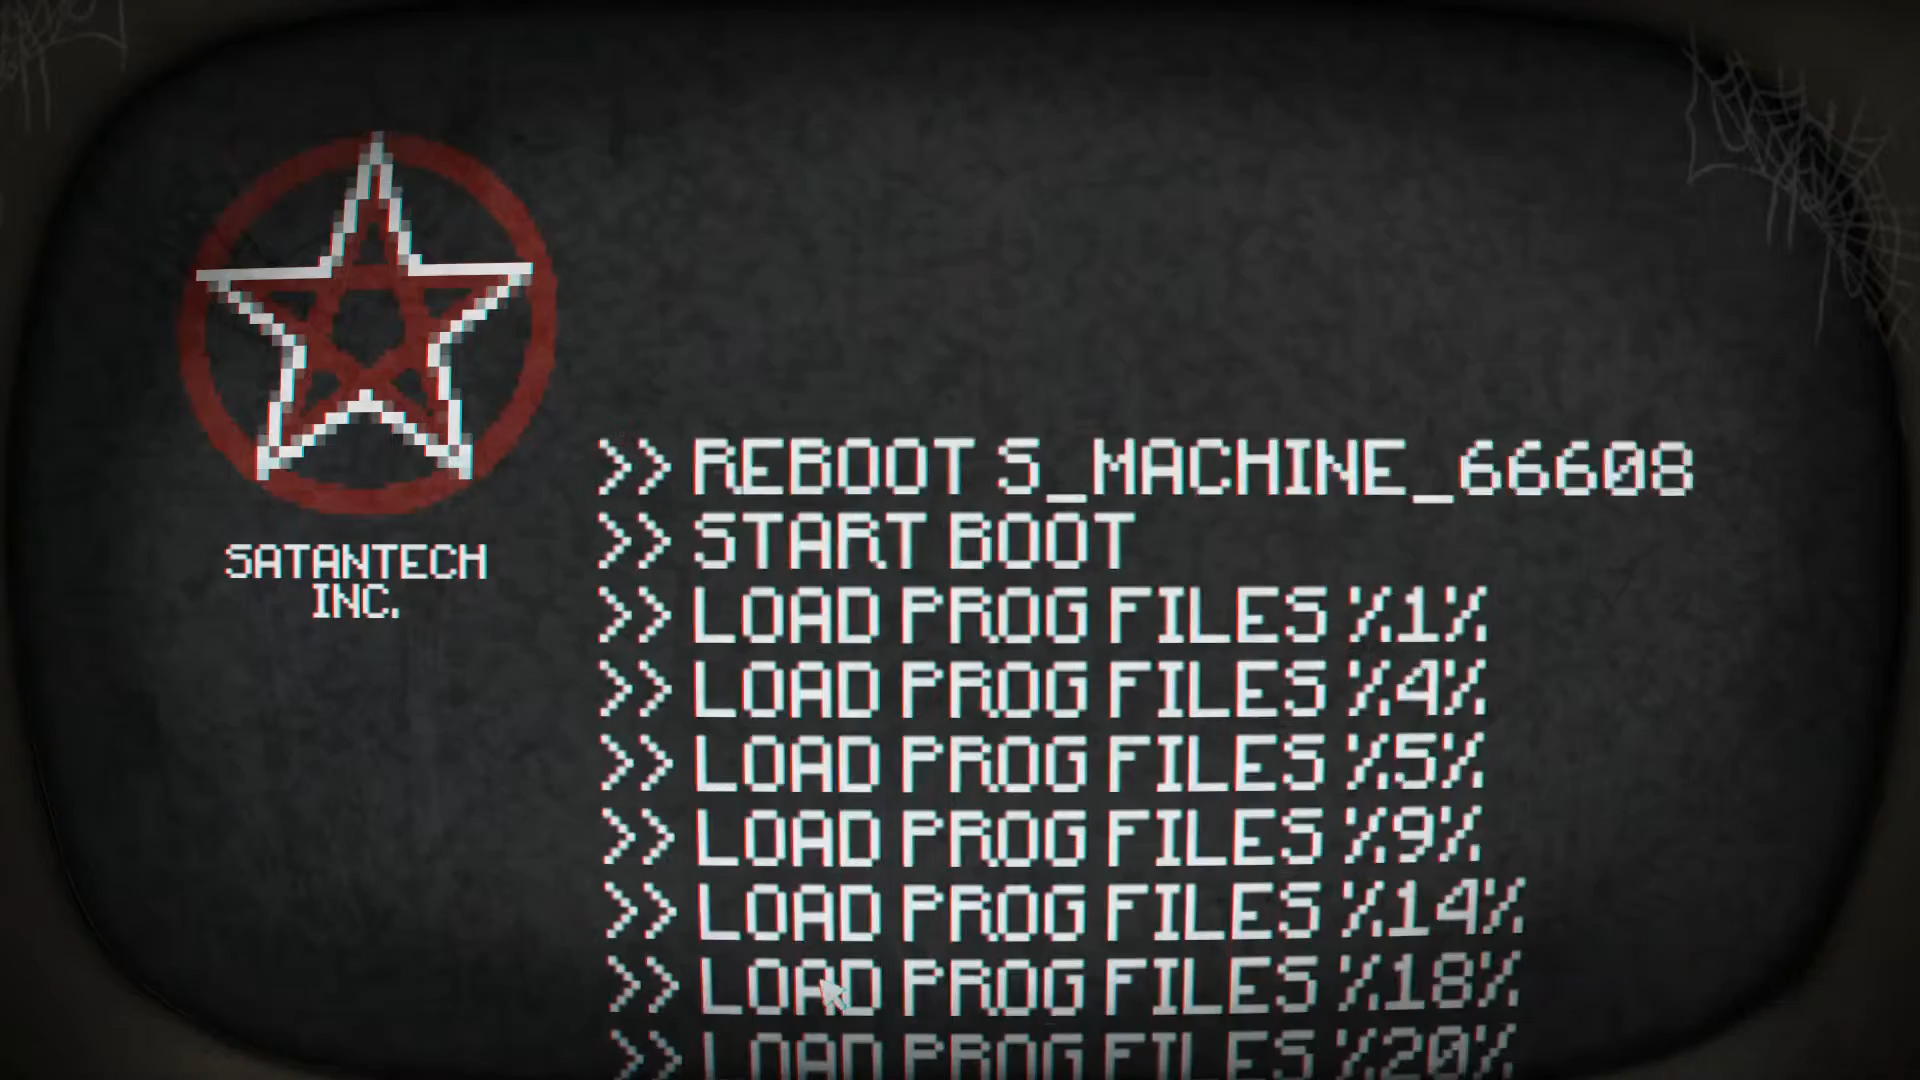 SATANTECH
INC.
>> REBOOT S_MACHINE_66608
>> START BOOT
>> LOAD PROG FILES %1%
>> LOAD PROG FILES %4%
>> LOAD PROG FILES %5%
>> LOAD PROG FILES %9%
>> LOAD PROG FILES %14%
>> LOAD PROG FILES %18%
>> LOAD PROG FILES %20%